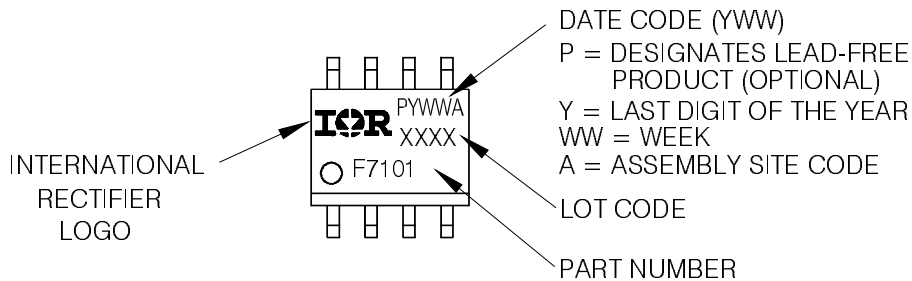 DATE CODE (YWW)
P = DESIGNATES LEAD-FREE
PRODUCT (OPTIONAL)
Y = LAST DIGIT OF THE YEAR
WW = WEEK
A = ASSEMBLY SITE CODE
LOT CODE
PART NUMBER
INTERNATIONAL
RECTIFIER
LOGO
IOR
PYWWA
XXXX
F7101